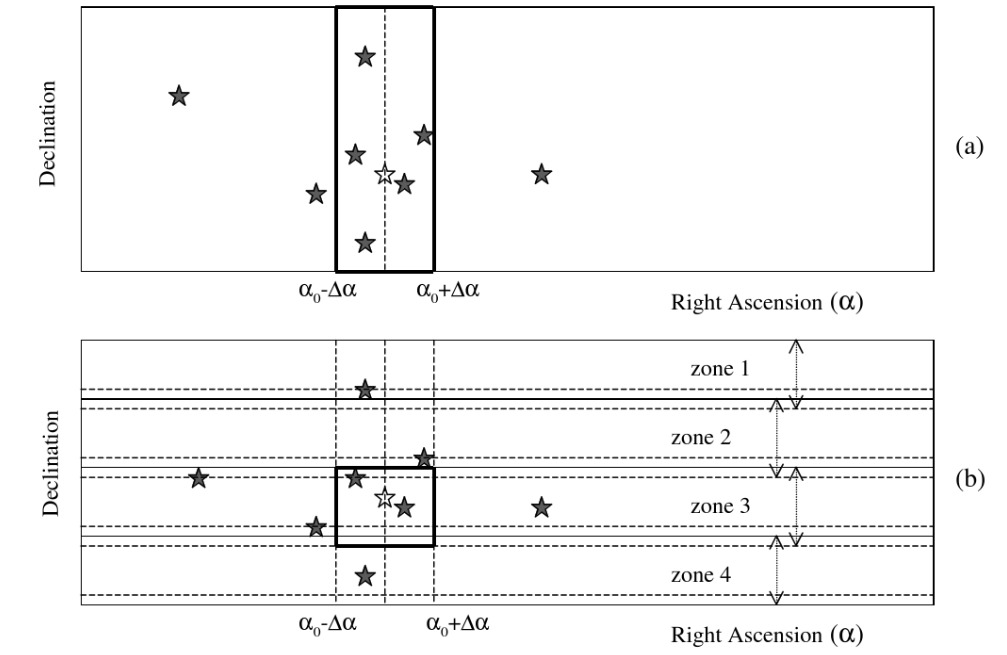 Declination
(a)
α₀-Δα
α₀+Δα
Right Ascension (α)
zone 1
zone 2
Declination
(b)
zone 3
zone 4
α₀-Δα
α₀+Δα
Right Ascension (α)